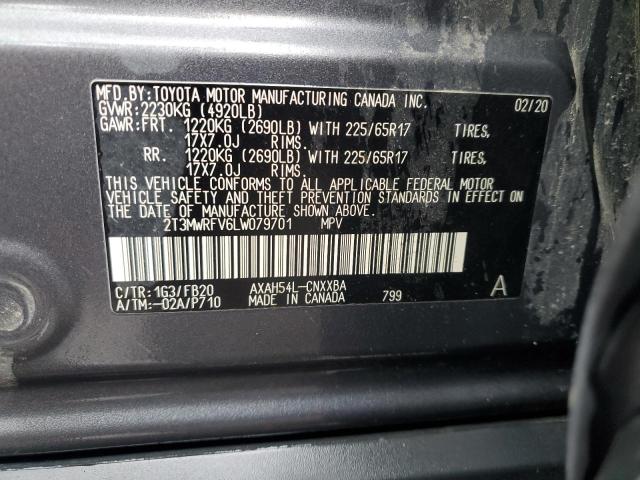 MFD.BY:TOYOTA MOTOR MANUFACTURING CANADA INC. 02/20
GVWR:2230KG (4920LB)
GAWR:FRT. 1220KG (2690LB) WITH 225/65R17 TIRES,
17X7.0J RIMS.
RR. 1220KG (2690LB) WITH 225/65R17 TIRES,
17X7.0J RIMS.
THIS VEHICLE CONFORMS TO ALL APPLICABLE FEDERAL MOTOR
VEHICLE SAFETY AND THEFT PREVENTION STANDARDS IN EFFECT ON
THE DATE OF MANUFACTURE SHOWN ABOVE.
2T3MWRFV6LW079701 MPV
C/TR:1G3/FB20 AXAH54L-CNXXBA A
A/TM:-02A/P710 MADE IN CANADA 799